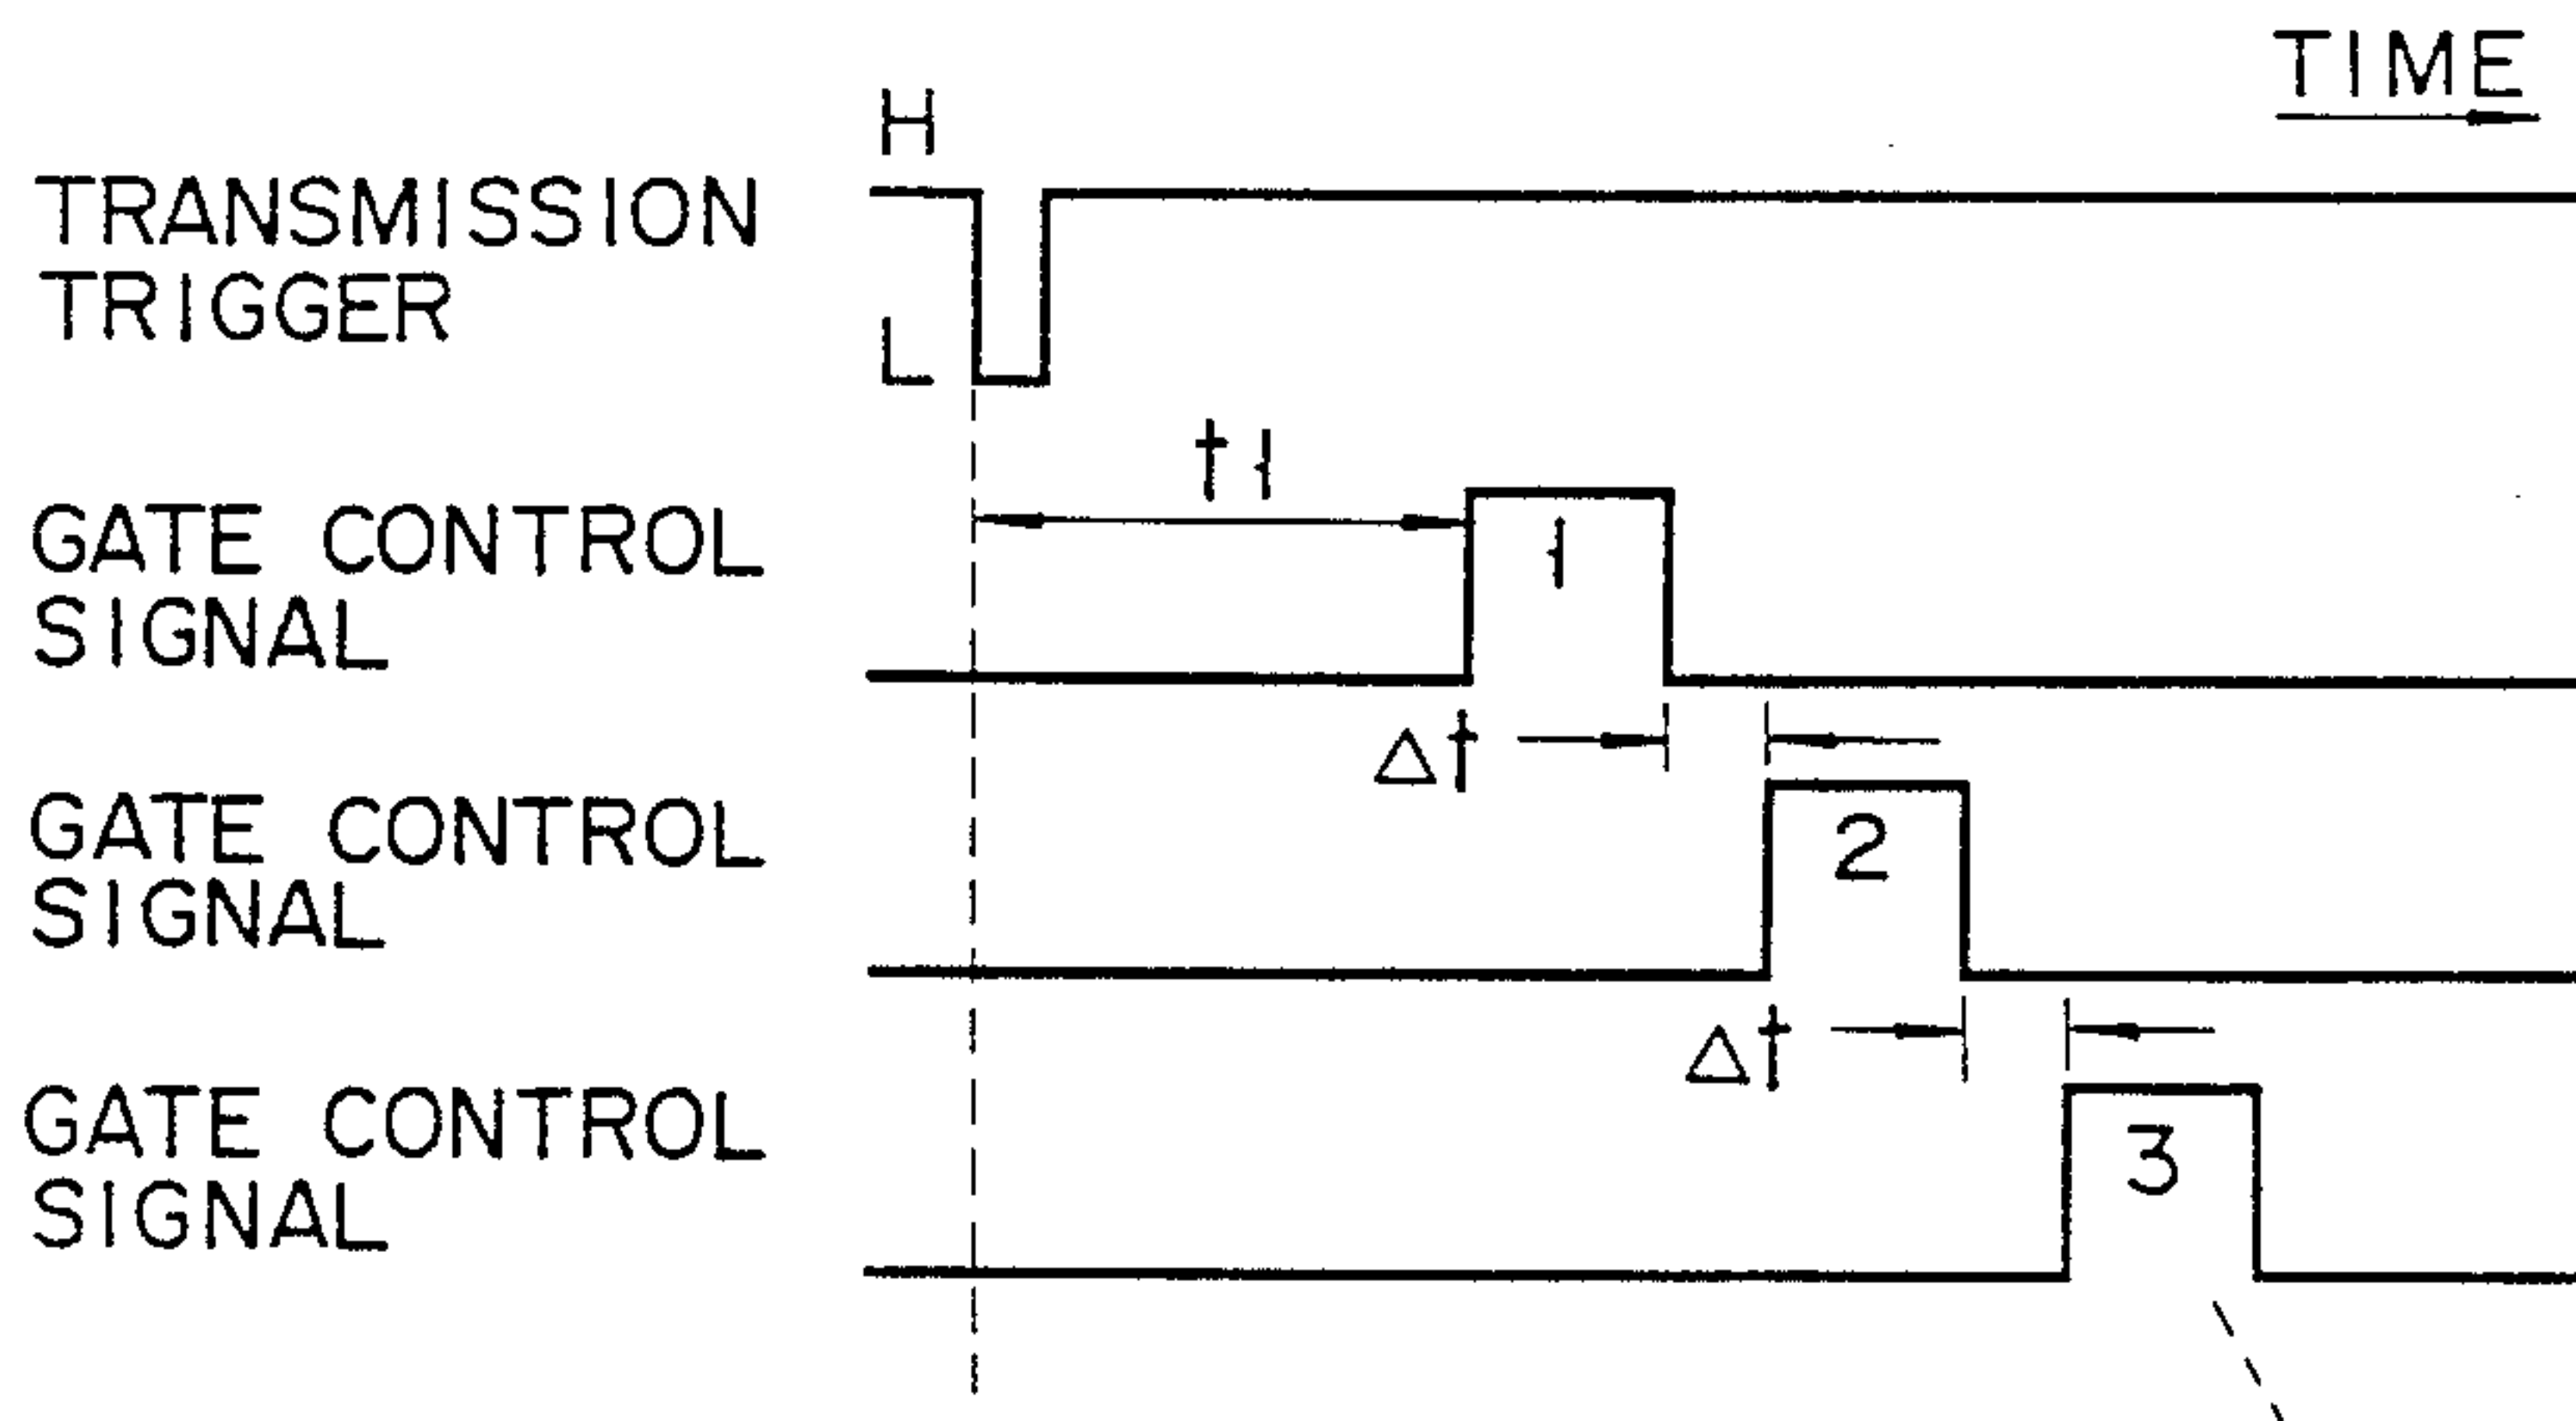 TIME
H
TRANSMISSION
TRIGGER
L
t1
GATE CONTROL
SIGNAL
1
Δt
GATE CONTROL
SIGNAL
2
Δt
GATE CONTROL
SIGNAL
3